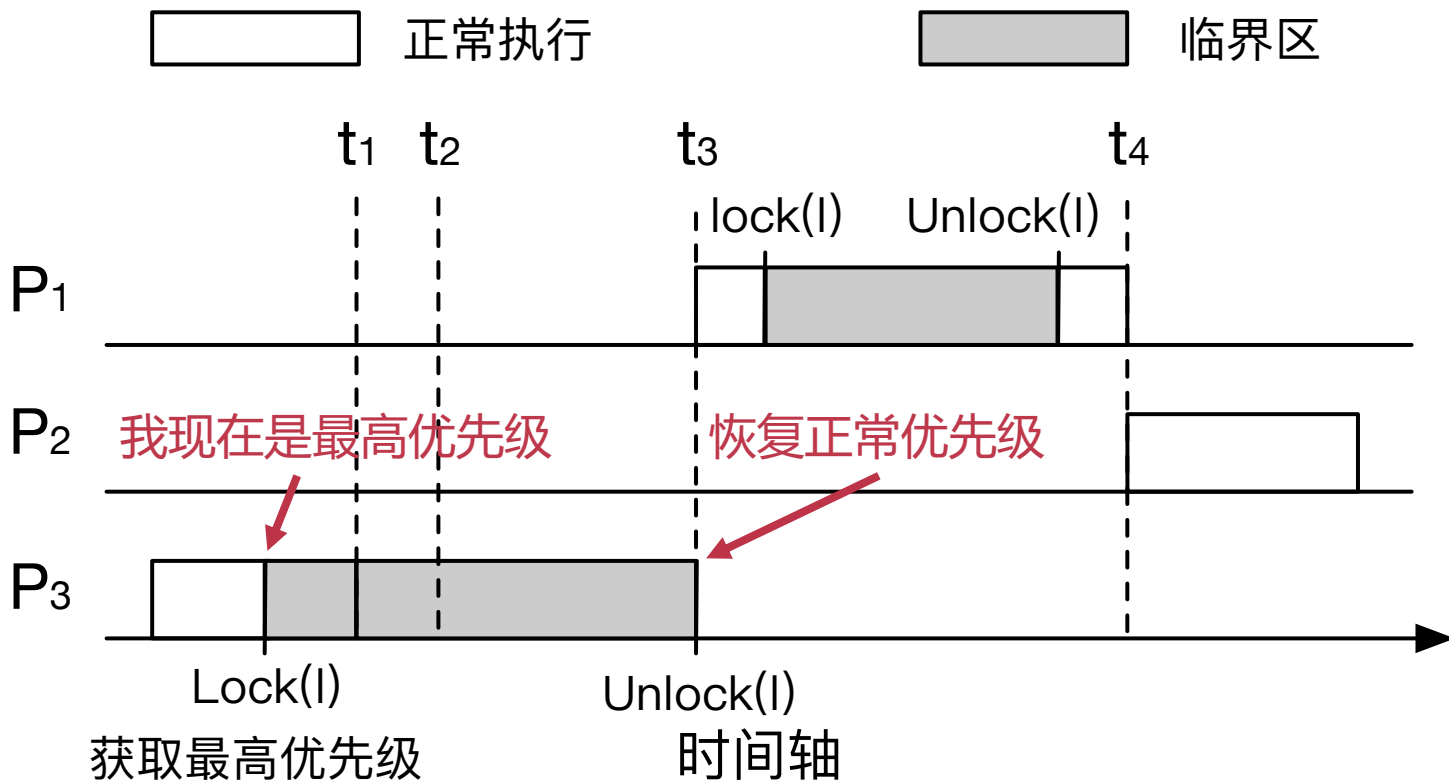 正常执行
临界区
t1
t2
t3
t4
lock(l)
Unlock(l)
P1
P2
我现在是最高优先级
恢复正常优先级
P3
Lock(l)
Unlock(l)
获取最高优先级
时间轴